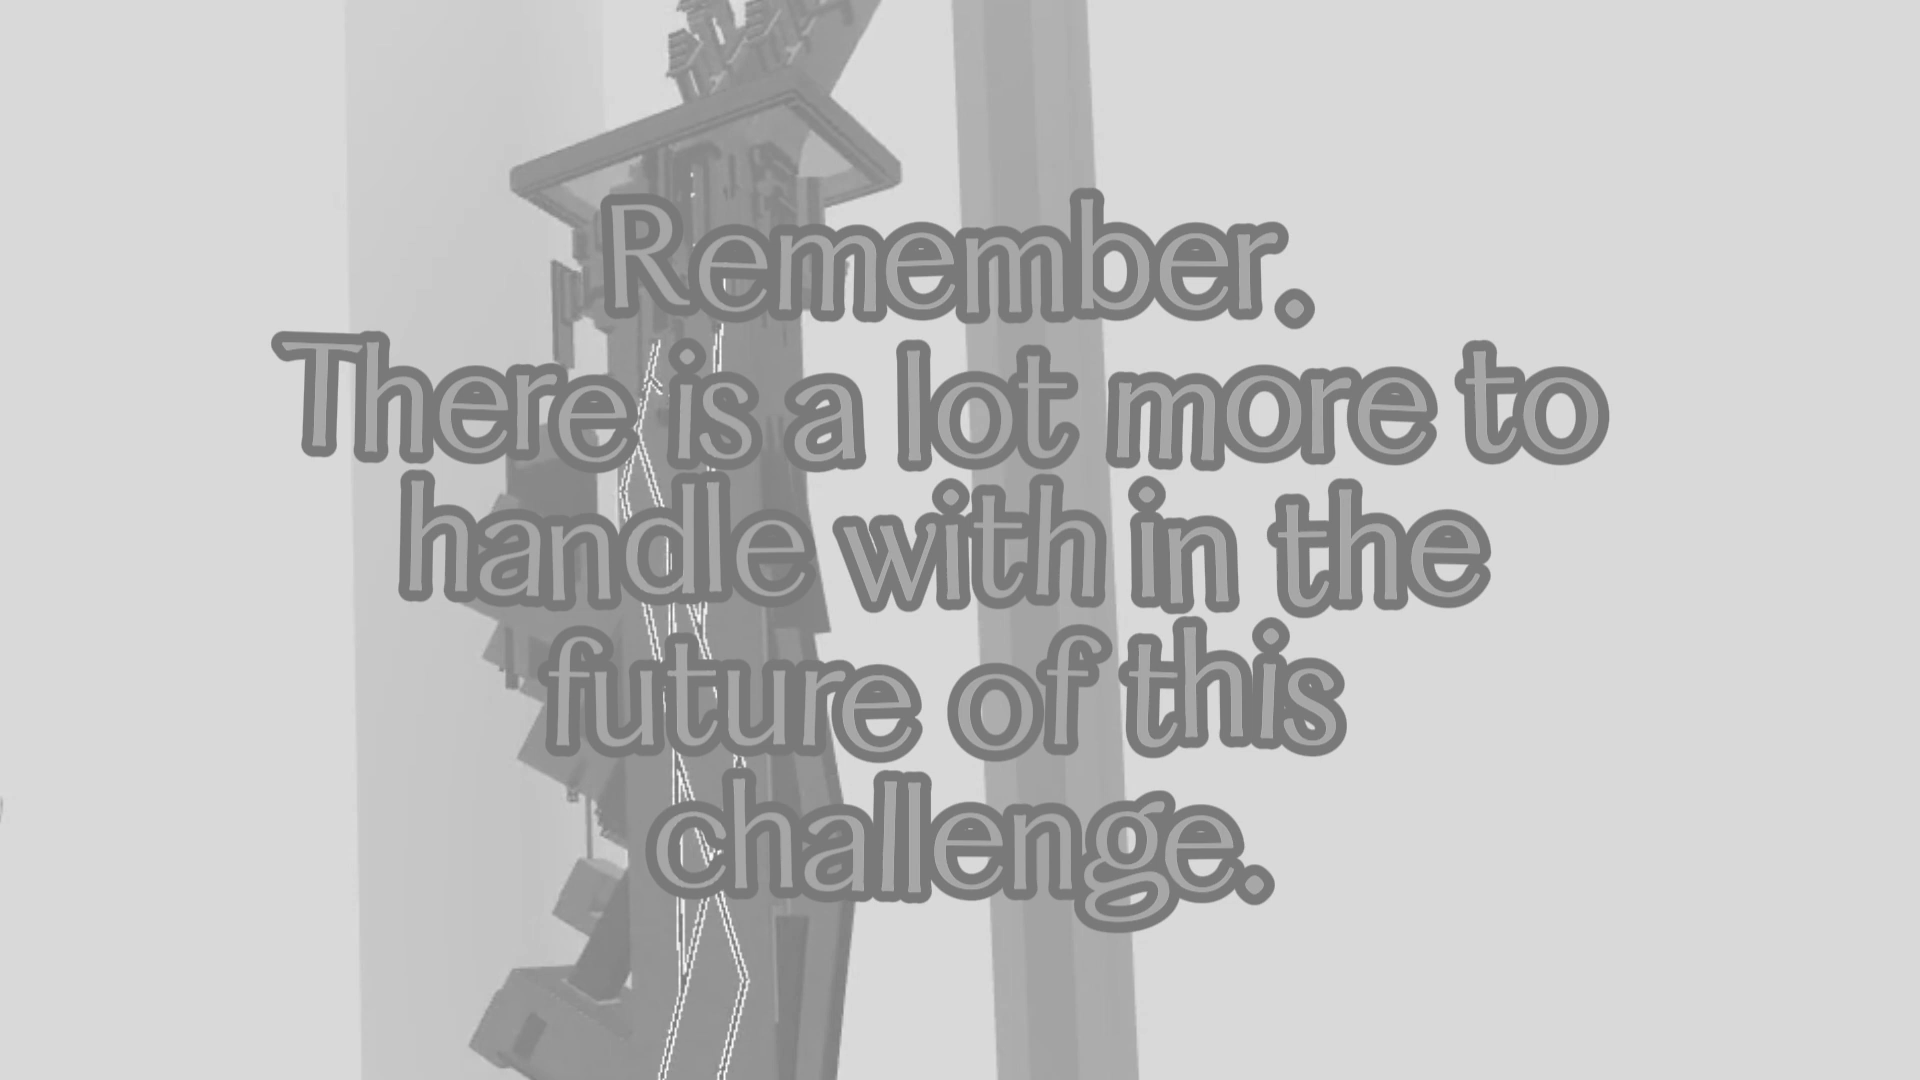 Remember.
There is a lot more to
handle with in the
future of this
challenge.